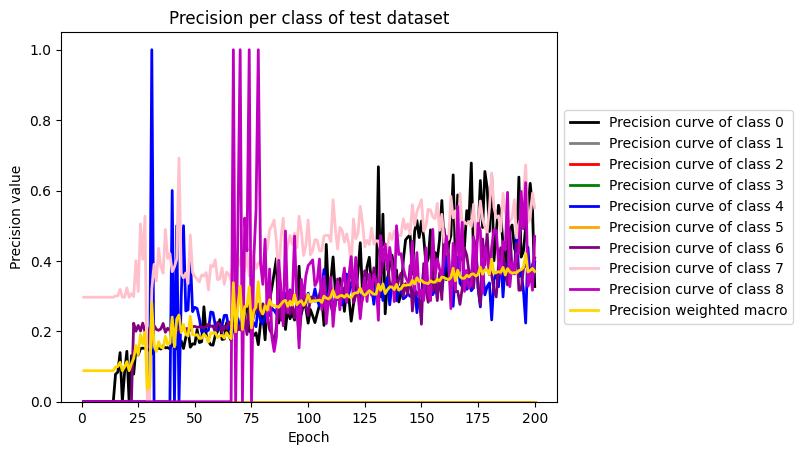 Precision per class of test dataset
1.0
0.8
0.6
0.4
0.2
0.0
Precision value
0
25
50
75
100
125
150
175
200
Epoch
Precision curve of class 0
Precision curve of class 1
Precision curve of class 2
Precision curve of class 3
Precision curve of class 4
Precision curve of class 5
Precision curve of class 6
Precision curve of class 7
Precision curve of class 8
Precision weighted macro